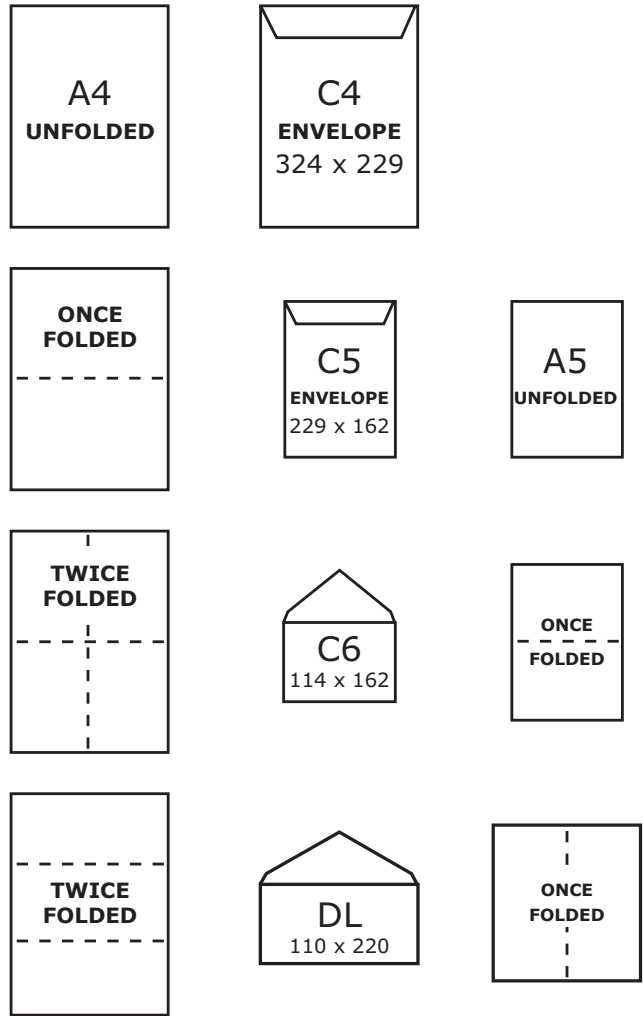 A4
UNFOLDED
C4
ENVELOPE
324 x 229
ONCE
FOLDED
C5
ENVELOPE
229 x 162
A5
UNFOLDED
TWICE
FOLDED
C6
114 x 162
ONCE
FOLDED
TWICE
FOLDED
DL
110 x 220
ONCE
FOLDED